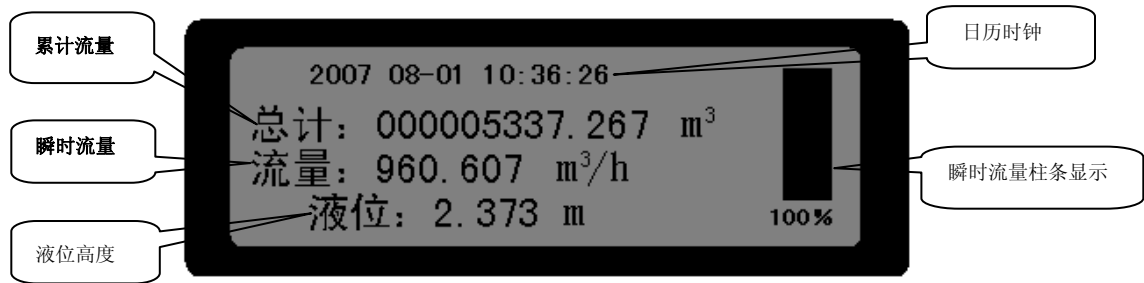 日历时钟
累计流量
2007 08-01 10:36:26
总计: 000005337.267 m³
瞬时流量
流量: 960.607 m³/h
瞬时流量柱条显示
液位: 2.373 m
100%
液位高度